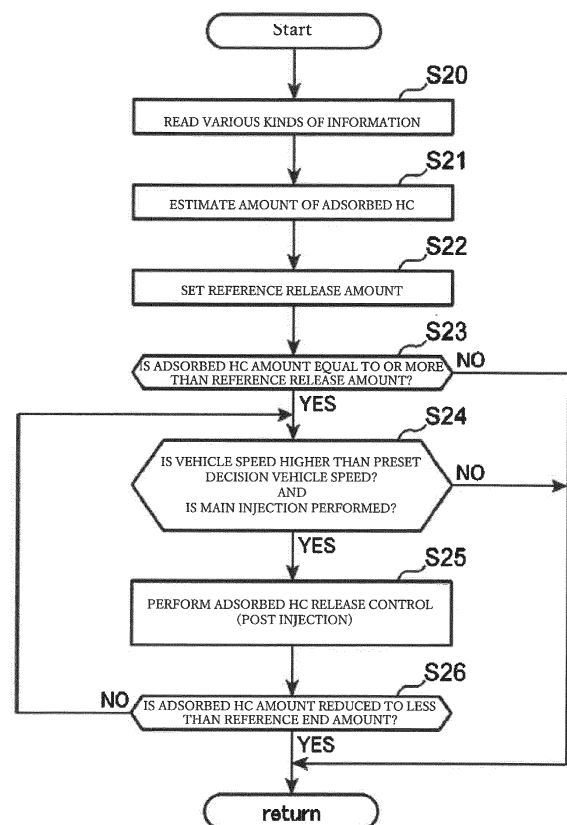 Start
S20
READ VARIOUS KINDS OF INFORMATION
S21
ESTIMATE AMOUNT OF ADSORBED HC
S22
SET REFERENCE RELEASE AMOUNT
S23
IS ADSORBED HC AMOUNT EQUAL TO OR MORE
THAN REFERENCE RELEASE AMOUNT?
NO
YES
S24
IS VEHICLE SPEED HIGHER THAN PRESET
DECISION VEHICLE SPEED?
AND
IS MAIN INJECTION PERFORMED?
NO
YES
S25
PERFORM ADSORBED HC RELEASE CONTROL
(POST INJECTION)
S26
NO
IS ADSORBED HC AMOUNT REDUCED TO LESS
THAN REFERENCE END AMOUNT?
YES
return